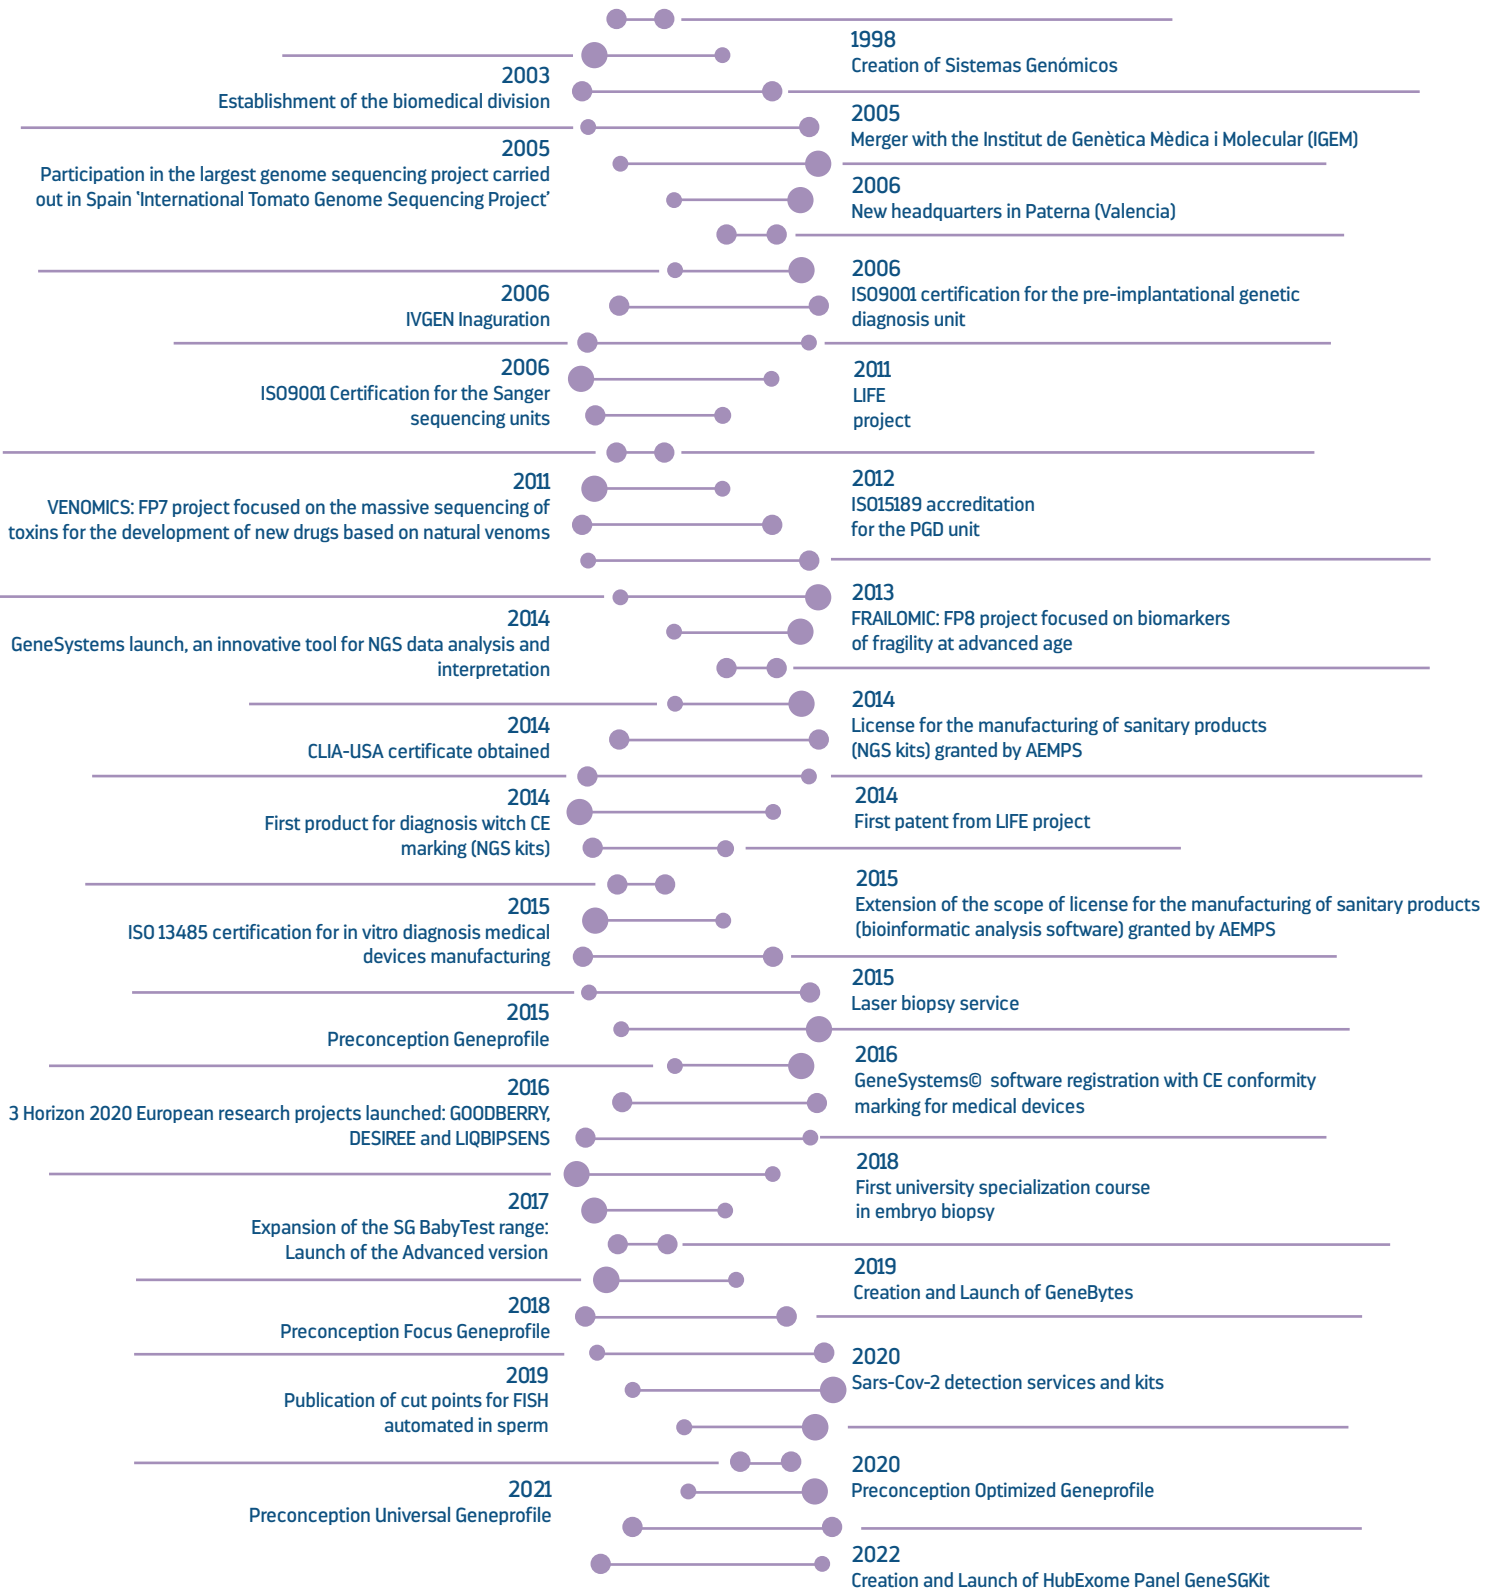 1998
Creation of Sistemas Genómicos
2003
Establishment of the biomedical division
2005
Merger with the Institut de Genètica Mèdica i Molecular (IGEM)
2005
Participation in the largest genome sequencing project carried
out in Spain ‘International Tomato Genome Sequencing Project’
2006
New headquarters in Paterna (Valencia)
2006
ISO9001 certification for the pre-implantational genetic
diagnosis unit
2006
IVGEN Inaguration
2006
ISO9001 Certification for the Sanger
sequencing units
2011
LIFE
project
2011
VENOMICS: FP7 project focused on the massive sequencing of
toxins for the development of new drugs based on natural venoms
2012
ISO15189 accreditation
for the PGD unit
2013
FRAILOMIC: FP8 project focused on biomarkers
of fragility at advanced age
2014
GeneSystems launch, an innovative tool for NGS data analysis and
interpretation
2014
License for the manufacturing of sanitary products
(NGS kits) granted by AEMPS
2014
CLIA-USA certificate obtained
2014
First patent from LIFE project
2014
First product for diagnosis witch CE
marking (NGS kits)
2015
Extension of the scope of license for the manufacturing of sanitary products
(bioinformatic analysis software) granted by AEMPS
2015
ISO 13485 certification for in vitro diagnosis medical
devices manufacturing
2015
Laser biopsy service
2015
Preconception Geneprofile
2016
GeneSystems© software registration with CE conformity
marking for medical devices
2016
3 Horizon 2020 European research projects launched: GOODBERRY,
DESIREE and LIQBIPSENS
2018
First university specialization course
in embryo biopsy
2017
Expansion of the SG BabyTest range:
Launch of the Advanced version
2019
Creation and Launch of GeneBytes
2018
Preconception Focus Geneprofile
2020
Sars-Cov-2 detection services and kits
2019
Publication of cut points for FISH
automated in sperm
2020
Preconception Optimized Geneprofile
2021
Preconception Universal Geneprofile
2022
Creation and Launch of HubExome Panel GeneSGKit